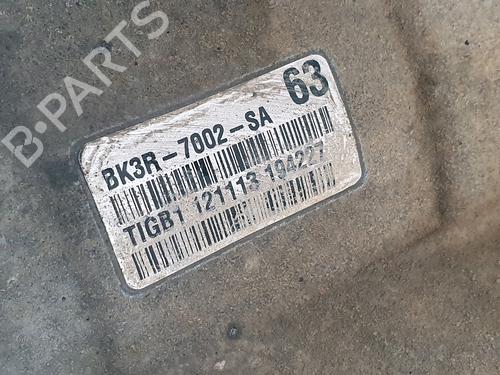 63
BK3R-7002-SA
TIGB1 121113 194227
B-PARTS